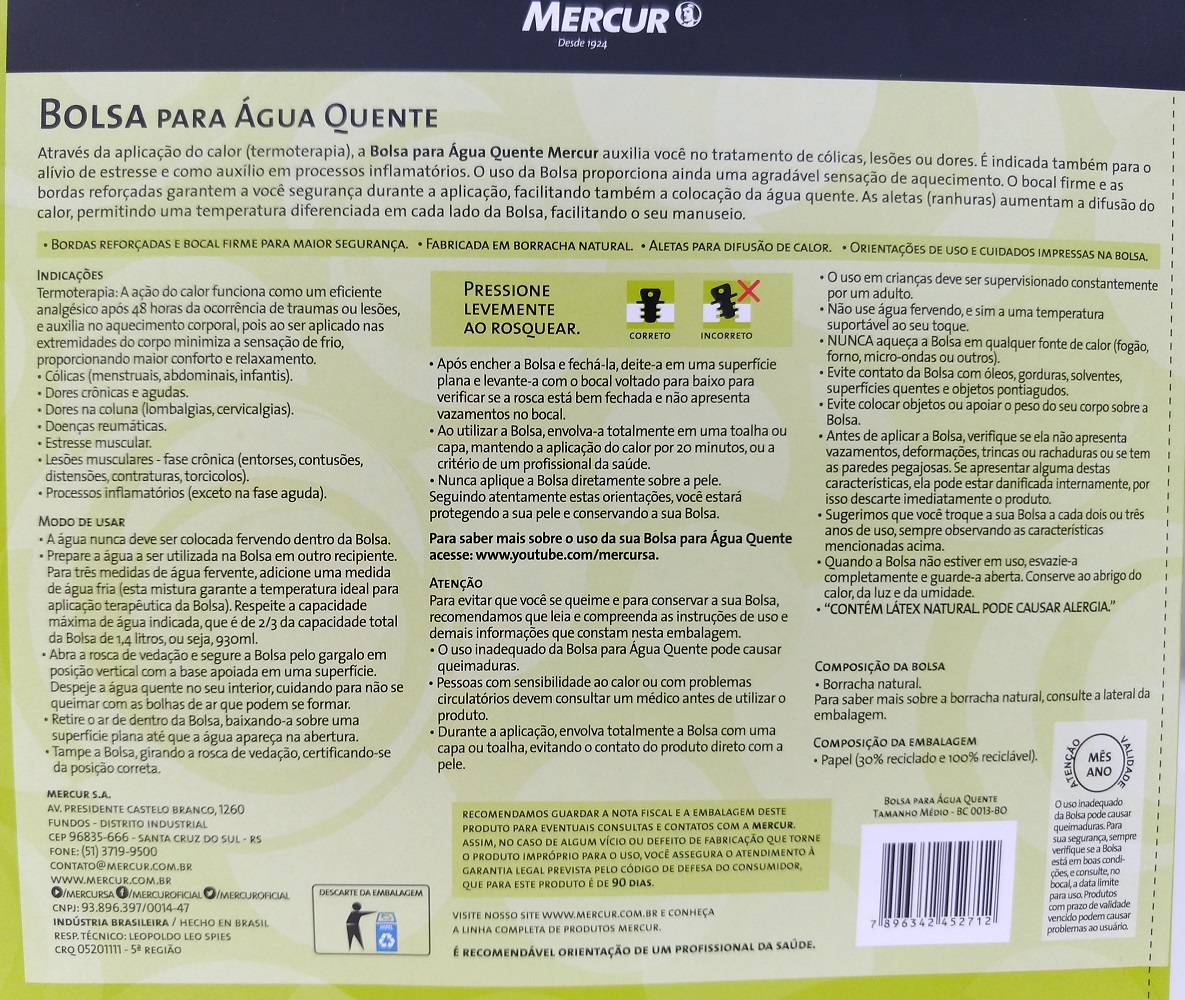 MERCUR
Desde 1924
BOLSA PARA ÁGUA QUENTE
Através da aplicação do calor (termoterapia), a Bolsa para Água Quente Mercur auxilia você no tratamento de cólicas, lesões ou dores. É indicada também para o
alívio de estresse e como auxílio em processos inflamatórios. O uso da Bolsa proporciona ainda uma agradável sensação de aquecimento. O bocal firme e as
bordas reforçadas garantem a você segurança durante a aplicação, facilitando também a colocação da água quente. As aletas (ranhuras) aumentam a difusão do
calor, permitindo uma temperatura diferenciada em cada lado da Bolsa, facilitando o seu manuseio.
• BORDAS REFORÇADAS E BOCAL FIRME PARA MAIOR SEGURANÇA. • FABRICADA EM BORRACHA NATURAL. • ALETAS PARA DIFUSÃO DE CALOR. • ORIENTAÇÕES DE USO E CUIDADOS IMPRESSAS NA BOLSA.
INDICAÇÕES
Termoterapia: A ação do calor funciona como um eficiente
analgésico após 48 horas da ocorrência de traumas ou lesões,
e auxilia no aquecimento corporal, pois ao ser aplicado nas
extremidades do corpo minimiza a sensação de frio,
proporcionando maior conforto e relaxamento.
• Cólicas (menstruais, abdominais, infantis).
• Dores crônicas e agudas.
• Dores na coluna (lombalgias, cervicalgias).
• Doenças reumáticas.
• Estresse muscular.
• Lesões musculares - fase crônica (entorses, contusões,
distensões, contraturas, torcicolos).
• Processos inflamatórios (exceto na fase aguda).
MODO DE USAR
• A água nunca deve ser colocada fervendo dentro da Bolsa.
• Prepare a água a ser utilizada na Bolsa em outro recipiente.
Para três medidas de água fervente, adicione uma medida
de água fria (esta mistura garante a temperatura ideal para
aplicação terapêutica da Bolsa). Respeite a capacidade
máxima de água indicada, que é de 2/3 da capacidade total
da Bolsa de 1,4 litros, ou seja, 930ml.
• Abra a rosca de vedação e segure a Bolsa pelo gargalo em
posição vertical com a base apoiada em uma superfície.
Despeje a água quente no seu interior, cuidando para não se
queimar com as bolhas de ar que podem se formar.
• Retire o ar de dentro da Bolsa, baixando-a sobre uma
superfície plana até que a água apareça na abertura.
• Tampe a Bolsa, girando a rosca de vedação, certificando-se
da posição correta.
MERCUR S.A.
AV. PRESIDENTE CASTELO BRANCO, 1260
FUNDOS - DISTRITO INDUSTRIAL
CEP 96835-666 - SANTA CRUZ DO SUL - RS
FONE: (51) 3719-9500
CONTATO@MERCUR.COM.BR
WWW.MERCUR.COM.BR
/MERCURSA /MERCUROFICIAL /MERCUROFICIAL
CNPJ: 93.896.397/0014-47
INDÚSTRIA BRASILEIRA / HECHO EN BRASIL
RESP. TÉCNICO: LEOPOLDO LEO SPIES
CRQ 05201111 - 5ª REGIÃO
DESCARTE DA EMBALAGEM
PAPEL
PRESSIONE
LEVEMENTE
AO ROSQUEAR.
CORRETO
INCORRETO
• Após encher a Bolsa e fechá-la, deite-a em uma superfície
plana e levante-a com o bocal voltado para baixo para
verificar se a rosca está bem fechada e não apresenta
vazamentos no bocal.
• Ao utilizar a Bolsa, envolva-a totalmente em uma toalha ou
capa, mantendo a aplicação do calor por 20 minutos, ou a
critério de um profissional da saúde.
• Nunca aplique a Bolsa diretamente sobre a pele.
Seguindo atentamente estas orientações, você estará
protegendo a sua pele e conservando a sua Bolsa.
Para saber mais sobre o uso da sua Bolsa para Água Quente
acesse: www.youtube.com/mercursa.
ATENÇÃO
Para evitar que você se queime e para conservar a sua Bolsa,
recomendamos que leia e compreenda as instruções de uso e
demais informações que constam nesta embalagem.
• O uso inadequado da Bolsa para Água Quente pode causar
queimaduras.
• Pessoas com sensibilidade ao calor ou com problemas
circulatórios devem consultar um médico antes de utilizar o
produto.
• Durante a aplicação, envolva totalmente a Bolsa com uma
capa ou toalha, evitando o contato do produto direto com a
pele.
RECOMENDAMOS GUARDAR A NOTA FISCAL E A EMBALAGEM DESTE
PRODUTO PARA EVENTUAIS CONSULTAS E CONTATOS COM A MERCUR.
ASSIM, NO CASO DE ALGUM VÍCIO OU DEFEITO DE FABRICAÇÃO QUE TORNE
O PRODUTO IMPRÓPRIO PARA O USO, VOCÊ ASSEGURA O ATENDIMENTO À
GARANTIA LEGAL PREVISTA PELO CÓDIGO DE DEFESA DO CONSUMIDOR,
QUE PARA ESTE PRODUTO É DE 90 DIAS.
VISITE NOSSO SITE WWW.MERCUR.COM.BR E CONHEÇA
A LINHA COMPLETA DE PRODUTOS MERCUR.
É RECOMENDÁVEL ORIENTAÇÃO DE UM PROFISSIONAL DA SAÚDE.
• O uso em crianças deve ser supervisionado constantemente
por um adulto.
• Não use água fervendo, e sim a uma temperatura
suportável ao seu toque.
• NUNCA aqueça a Bolsa em qualquer fonte de calor (fogão,
forno, micro-ondas ou outros).
• Evite contato da Bolsa com óleos, gorduras, solventes,
superfícies quentes e objetos pontiagudos.
• Evite colocar objetos ou apoiar o peso do seu corpo sobre a
Bolsa.
• Antes de aplicar a Bolsa, verifique se ela não apresenta
vazamentos, deformações, trincas ou rachaduras ou se tem
as paredes pegajosas. Se apresentar alguma destas
características, ela pode estar danificada internamente, por
isso descarte imediatamente o produto.
• Sugerimos que você troque a sua Bolsa a cada dois ou três
anos de uso, sempre observando as características
mencionadas acima.
• Quando a Bolsa não estiver em uso, esvazie-a
completamente e guarde-a aberta. Conserve ao abrigo do
calor, da luz e da umidade.
• “CONTÉM LÁTEX NATURAL. PODE CAUSAR ALERGIA.”
COMPOSIÇÃO DA BOLSA
• Borracha natural.
Para saber mais sobre a borracha natural, consulte a lateral da
embalagem.
COMPOSIÇÃO DA EMBALAGEM
• Papel (30% reciclado e 100% reciclável).
BOLSA PARA ÁGUA QUENTE
TAMANHO MÉDIO - BC 0013-BO
7 896342 452712
ATENÇÃO
VALIDADE
MÊS
ANO
O uso inadequado
da Bolsa pode causar
queimaduras. Para
sua segurança, sempre
verifique se a Bolsa
está em boas condi-
ções, e consulte, no
bocal, a data limite
para uso. Produtos
com prazo de validade
vencido podem causar
problemas ao usuário.